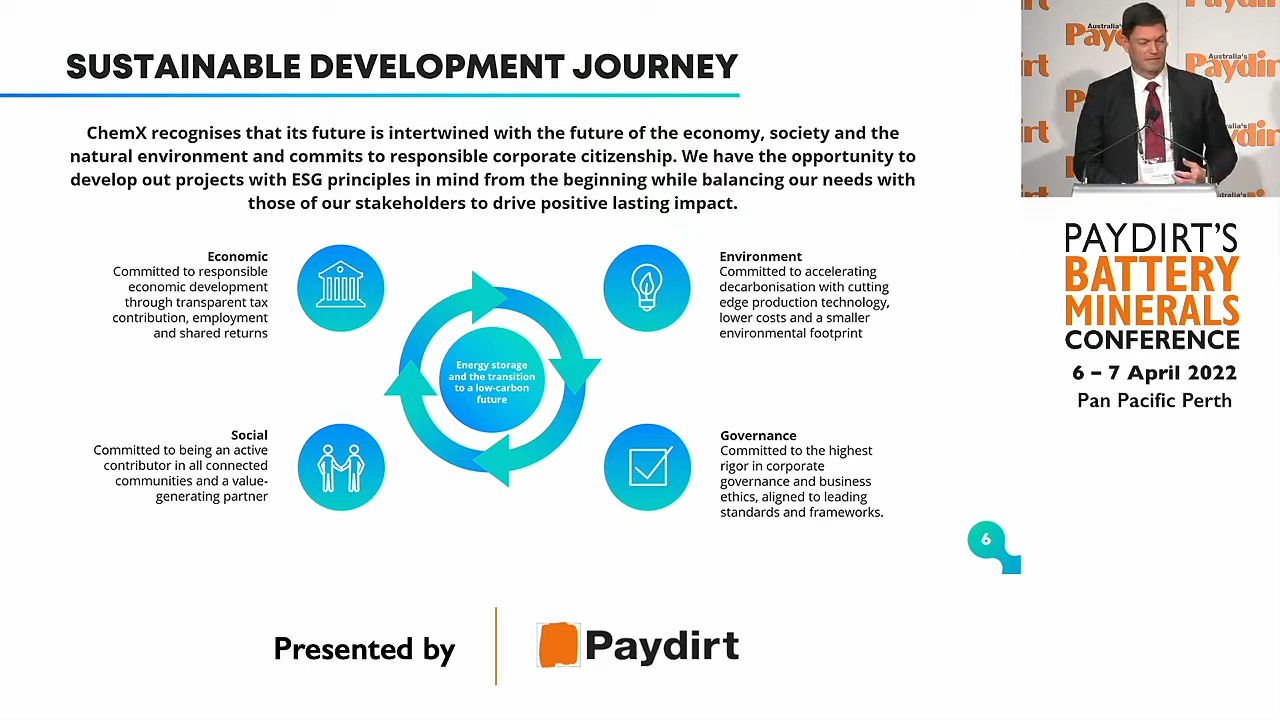 SUSTAINABLE DEVELOPMENT JOURNEY
ChemX recognises that its future is intertwined with the future of the economy, society and the
natural environment and commits to responsible corporate citizenship. We have the opportunity to
develop out projects with ESG principles in mind from the beginning while balancing our needs with
those of our stakeholders to drive positive lasting impact.
Economic
Committed to responsible
economic development
through transparent tax
contribution, employment
and shared returns
Environment
Committed to accelerating
decarbonisation with cutting
edge production technology,
lower costs and a smaller
environmental footprint
Energy storage
and the transition
to a low-carbon
future
Social
Committed to being an active
contributor in all connected
communities and a value-
generating partner
Governance
Committed to the highest
rigor in corporate
governance and business
ethics, aligned to leading
standards and frameworks.
6
Presented by
Paydirt
Australia's
Australia's
Paydir
PAYDIRT'S
BATTERY
MINERALS
CONFERENCE
6 – 7 April 2022
Pan Pacific Perth